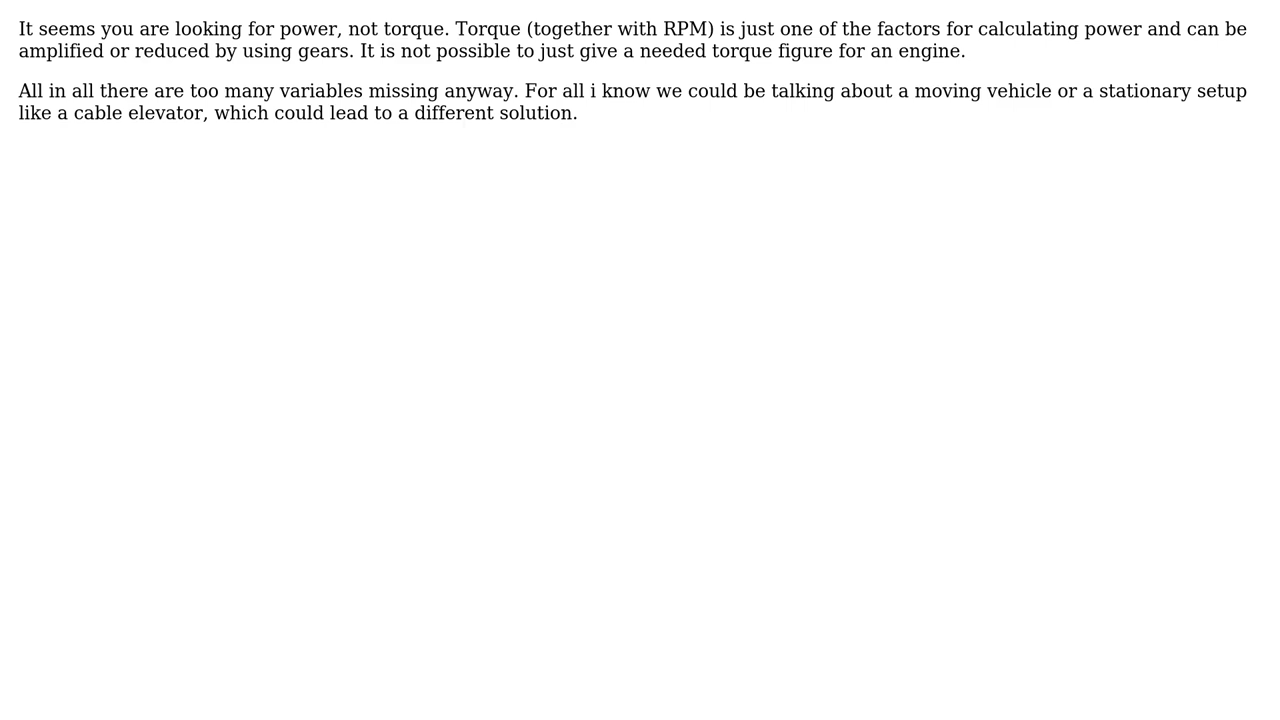 It seems you are looking for power, not torque. Torque (together with RPM) is just one of the factors for calculating power and can be
amplified or reduced by using gears. It is not possible to just give a needed torque figure for an engine.
All in all there are too many variables missing anyway. For all i know we could be talking about a moving vehicle or a stationary setup
like a cable elevator, which could lead to a different solution.